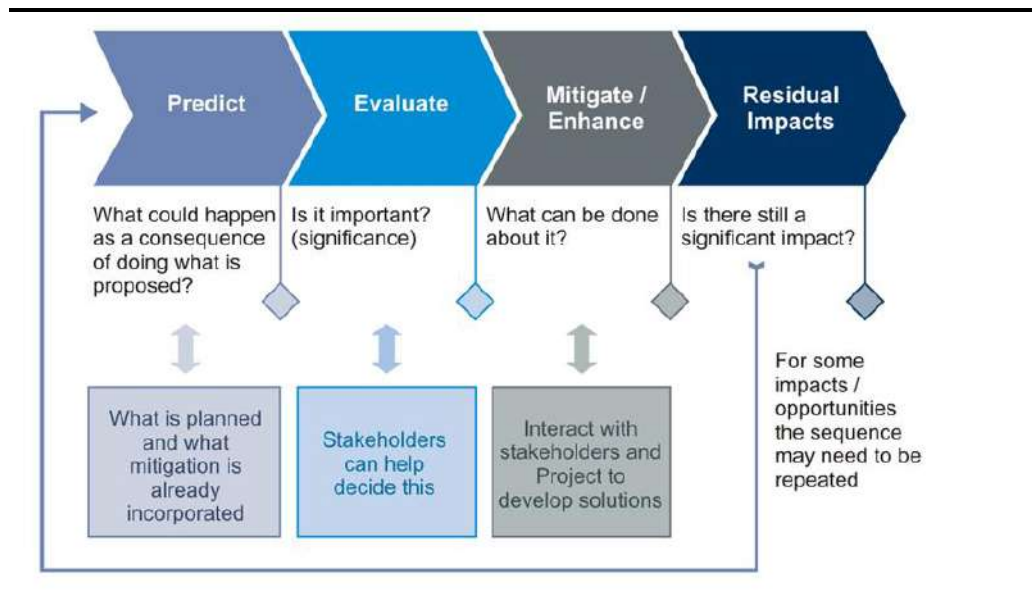 Predict
Evaluate
Mitigate /
Enhance
Residual
Impacts
What could happen
as a consequence
of doing what is
proposed?
Is it important?
(significance)
What can be done
about it?
Is there still a
significant impact?
What is planned
and what
mitigation is
already
incorporated
Stakeholders
can help
decide this
Interact with
stakeholders and
Project to
develop solutions
For some
impacts /
opportunities
the sequence
may need to be
repeated